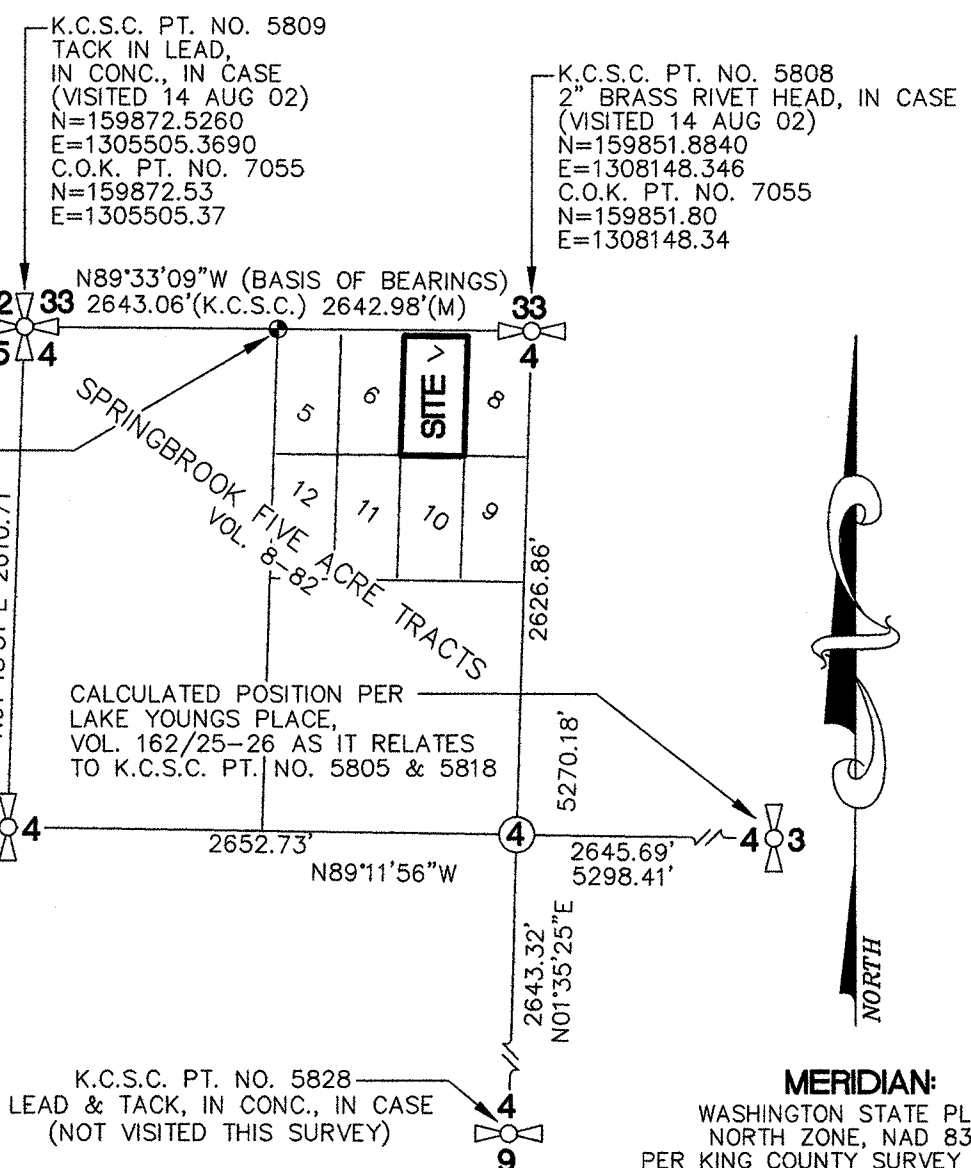 K.C.S.C. PT. NO. 5809
TACK IN LEAD,
IN CONC., IN CASE
(VISITED 14 AUG 02)
N=159872.5260
E=1305505.3690
C.O.K. PT. NO. 7055
N=159872.53
E=1305505.37
K.C.S.C. PT. NO. 5808
2" BRASS RIVET HEAD, IN CASE
(VISITED 14 AUG 02)
N=159851.8840
E=1308148.346
C.O.K. PT. NO. 7055
N=159851.80
E=1308148.34
N89°33'09"W (BASIS OF BEARINGS)
2643.06'(K.C.S.C.) 2642.98'(M)
33
4
33
4
5
6
SITE >
8
12
11
10
9
SPRINGBROOK FIVE ACRE TRACTS
VOL. 8-82
2626.86'
5270.18'
CALCULATED POSITION PER
LAKE YOUNGS PLACE,
VOL. 162/25-26 AS IT RELATES
TO K.C.S.C. PT. NO. 5805 & 5818
4
2652.73'
N89°11'56"W
4
2645.69'
5298.41'
4 3
2643.32'
N01°35'25"E
NORTH
K.C.S.C. PT. NO. 5828
LEAD & TACK, IN CONC., IN CASE
(NOT VISITED THIS SURVEY)
4
9
MERIDIAN:
WASHINGTON STATE PL
NORTH ZONE, NAD 83
PER KING COUNTY SURVEY